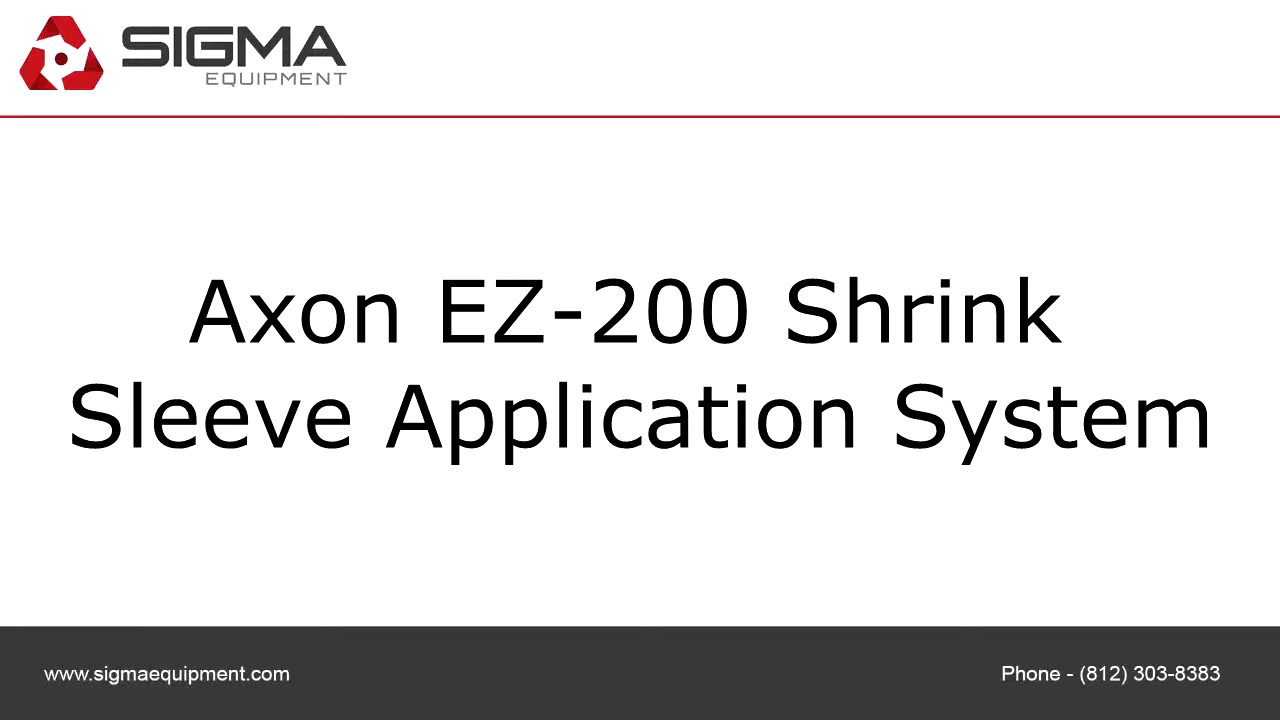 SIGMA
EQUIPMENT
Axon EZ-200 Shrink
Sleeve Application System
www.sigmaequipment.com
Phone - (812) 303-8383